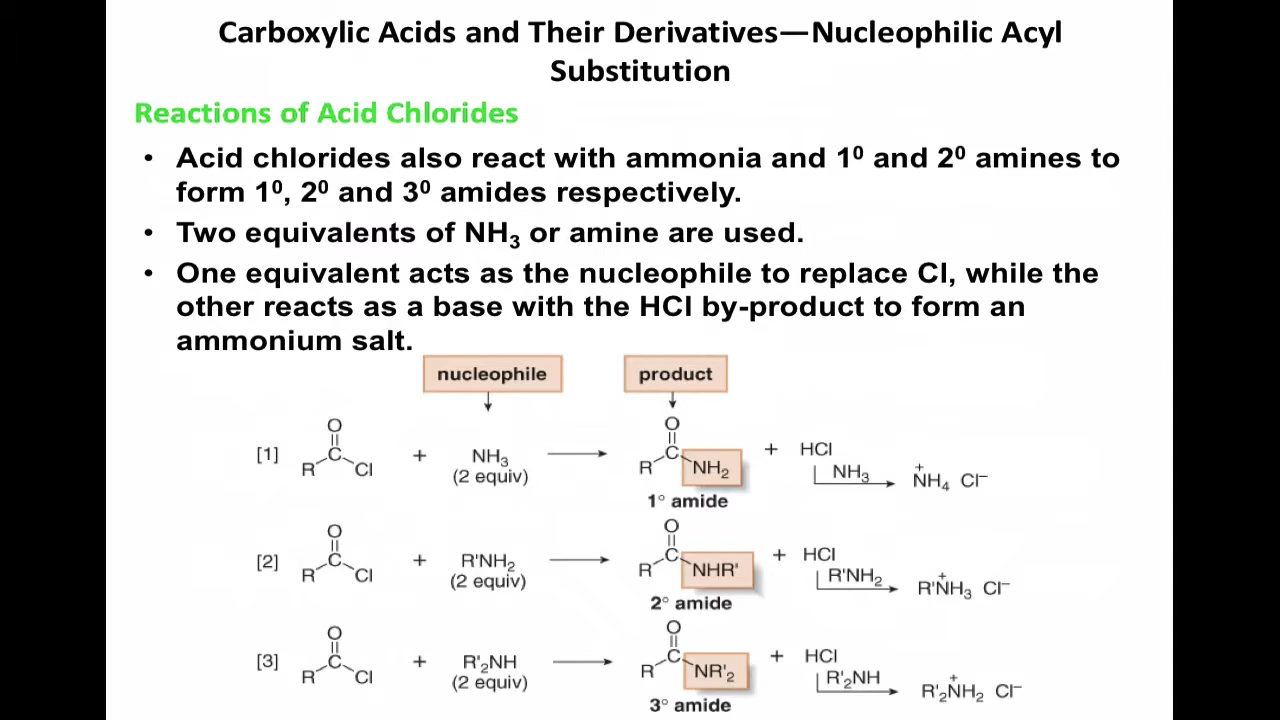 Carboxylic Acids and Their Derivatives—Nucleophilic Acyl
Substitution
Reactions of Acid Chlorides
• Acid chlorides also react with ammonia and 1⁰ and 2⁰ amines to
form 1⁰, 2⁰ and 3⁰ amides respectively.
• Two equivalents of NH₃ or amine are used.
• One equivalent acts as the nucleophile to replace Cl, while the
other reacts as a base with the HCl by-product to form an
ammonium salt.
nucleophile product
O O
[1] R C Cl + NH₃ R C NH₂ + HCl
(2 equiv) NH₃ N⁺H₄ Cl⁻
1° amide
O O
[2] R C Cl + R'NH₂ R C NHR' + HCl
(2 equiv) R'NH₂ R'N⁺H₃ Cl⁻
2° amide
O O
[3] R C Cl + R'₂NH R C NR'₂ + HCl
(2 equiv) R'₂NH R'₂N⁺H₂ Cl⁻
3° amide